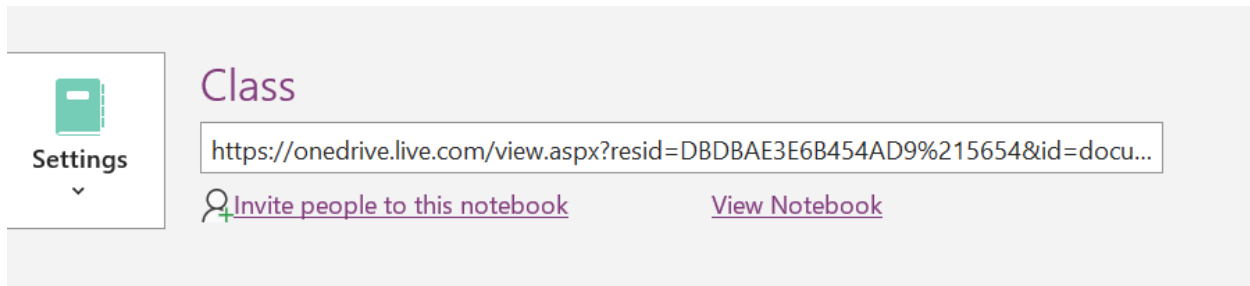 Class
Settings
https://onedrive.live.com/view.aspx?resid=DBDBAE3E6B454AD9%215654&id=docu...
Invite people to this notebook
View Notebook